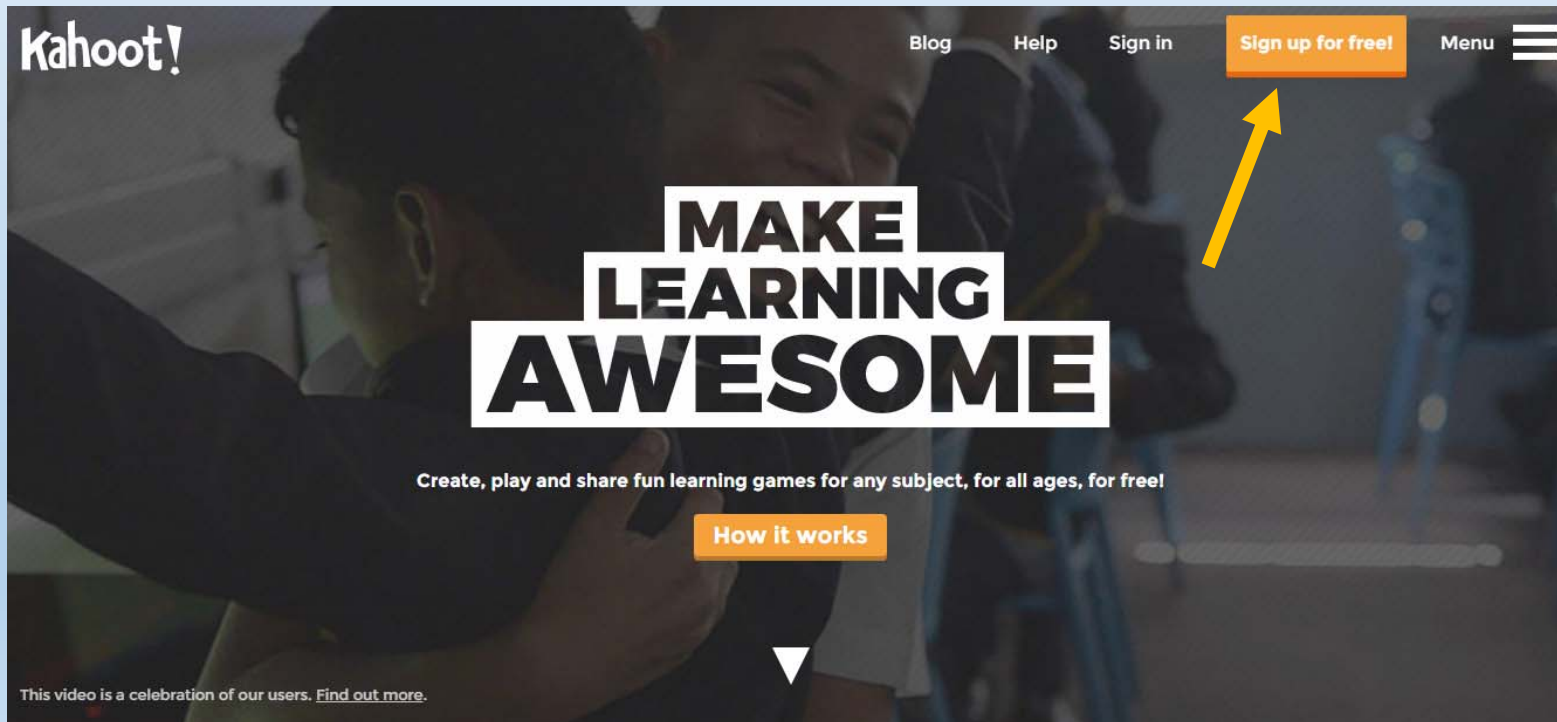 Kahoot!
Blog Help Sign in Sign up for free! Menu
MAKE
LEARNING
AWESOME
Create, play and share fun learning games for any subject, for all ages, for free!
How it works
This video is a celebration of our users. Find out more.